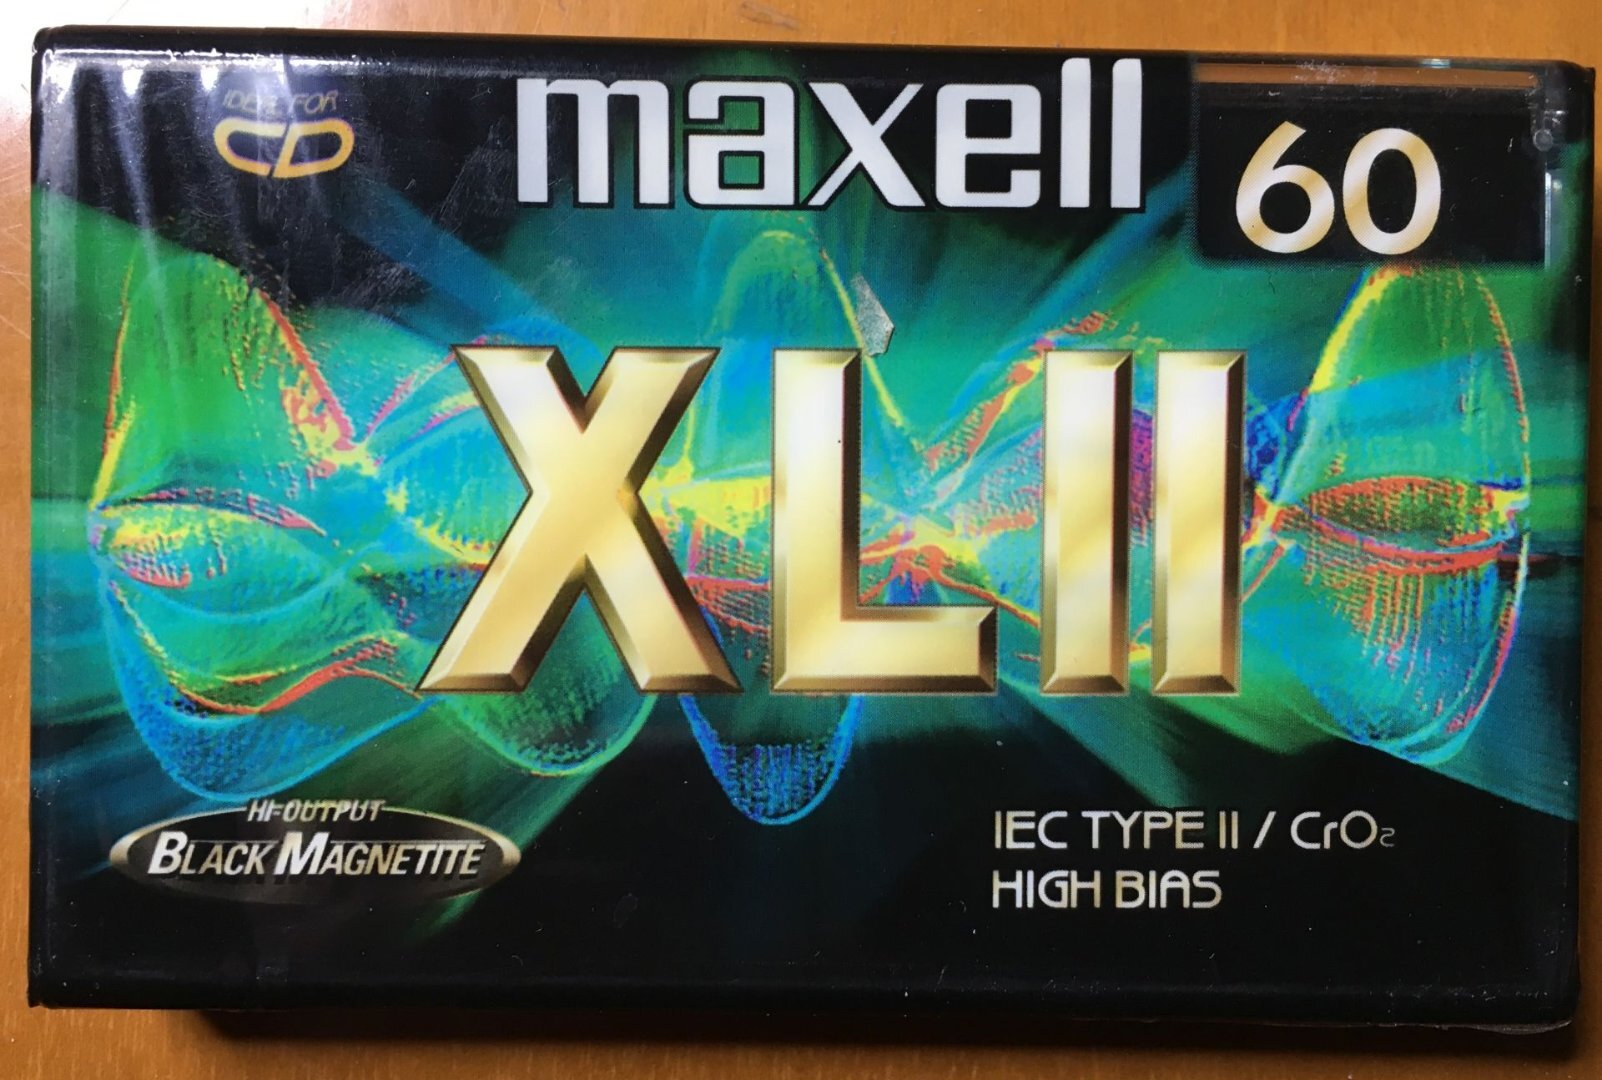 IDEAL FOR
CD
maxell
60
XLII
HI-OUTPUT
BLACK MAGNETITE
IEC TYPE II / CrO₂
HIGH BIAS